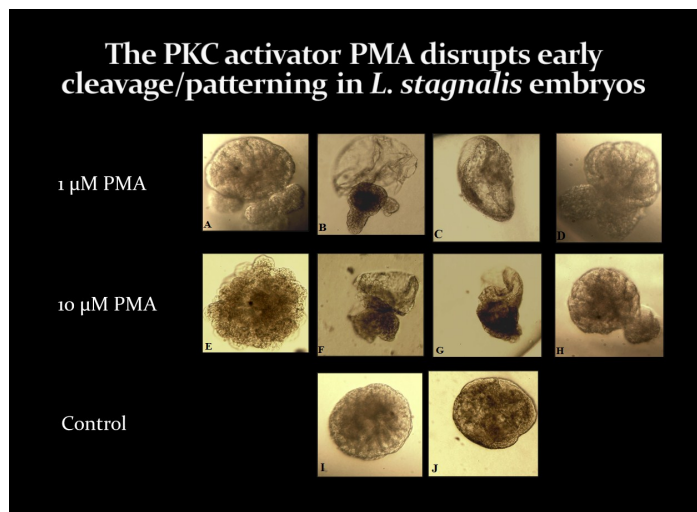 The PKC activator PMA disrupts early
cleavage/patterning in L. stagnalis embryos
1 µM PMA
A
B
C
D
10 µM PMA
E
F
G
H
Control
I
J